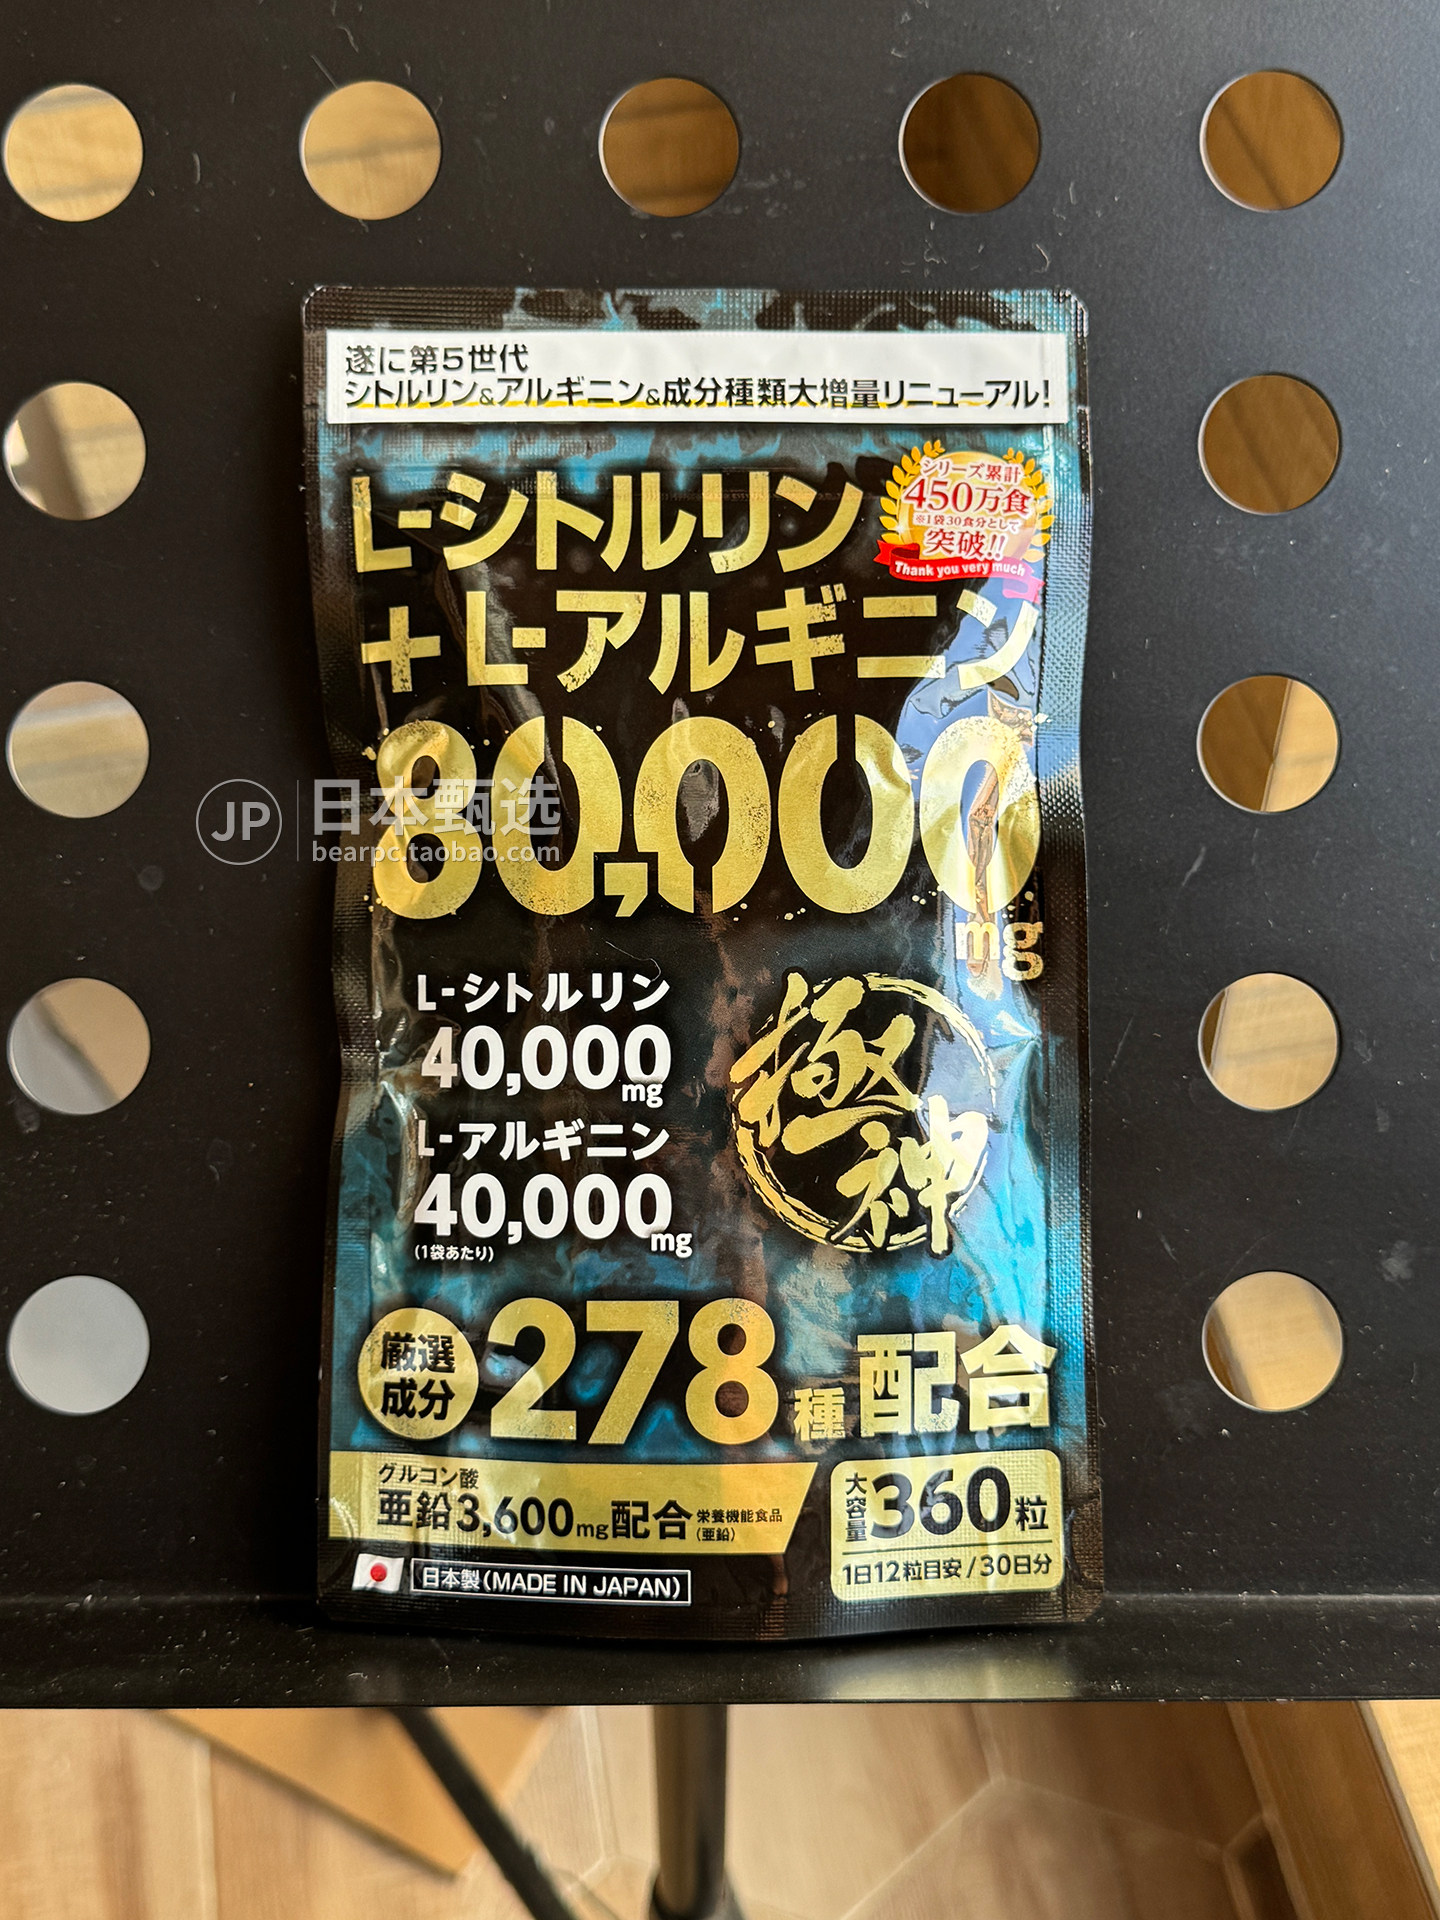 遂に第5世代
シトルリン&アルギニン&成分種類大増量リニューアル!
シリーズ累計
450万食
※1袋30食分として
突破!!
Thank you very much
L-シトルリン
+L-アルギニン
80,000
mg
JP 日本甄选
bearpc.taobao.com
L-シトルリン
40,000mg
L-アルギニン
40,000mg
(1袋あたり)
極神
厳選
成分
278種配合
グルコン酸
亜鉛3,600mg配合 栄養機能食品
(亜鉛)
大容量 360粒
1日12粒目安/30日分
日本製(MADE IN JAPAN)